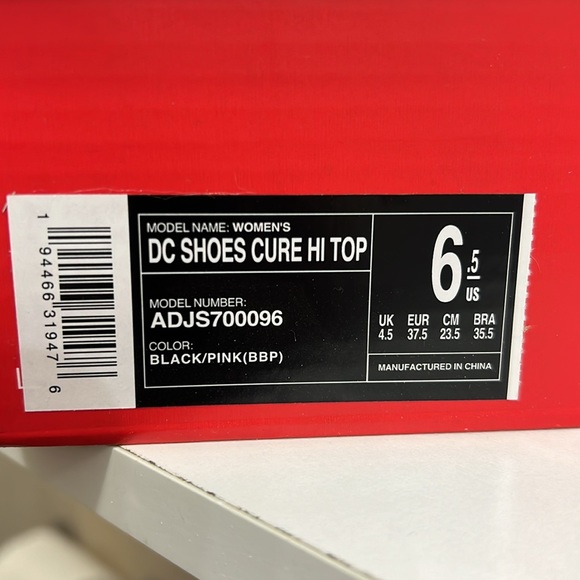 1 94466 31947 6
MODEL NAME: WOMEN'S
DC SHOES CURE HI TOP
MODEL NUMBER:
ADJS700096
COLOR:
BLACK/PINK(BBP)
6.5
US
UK EUR CM BRA
4.5 37.5 23.5 35.5
MANUFACTURED IN CHINA